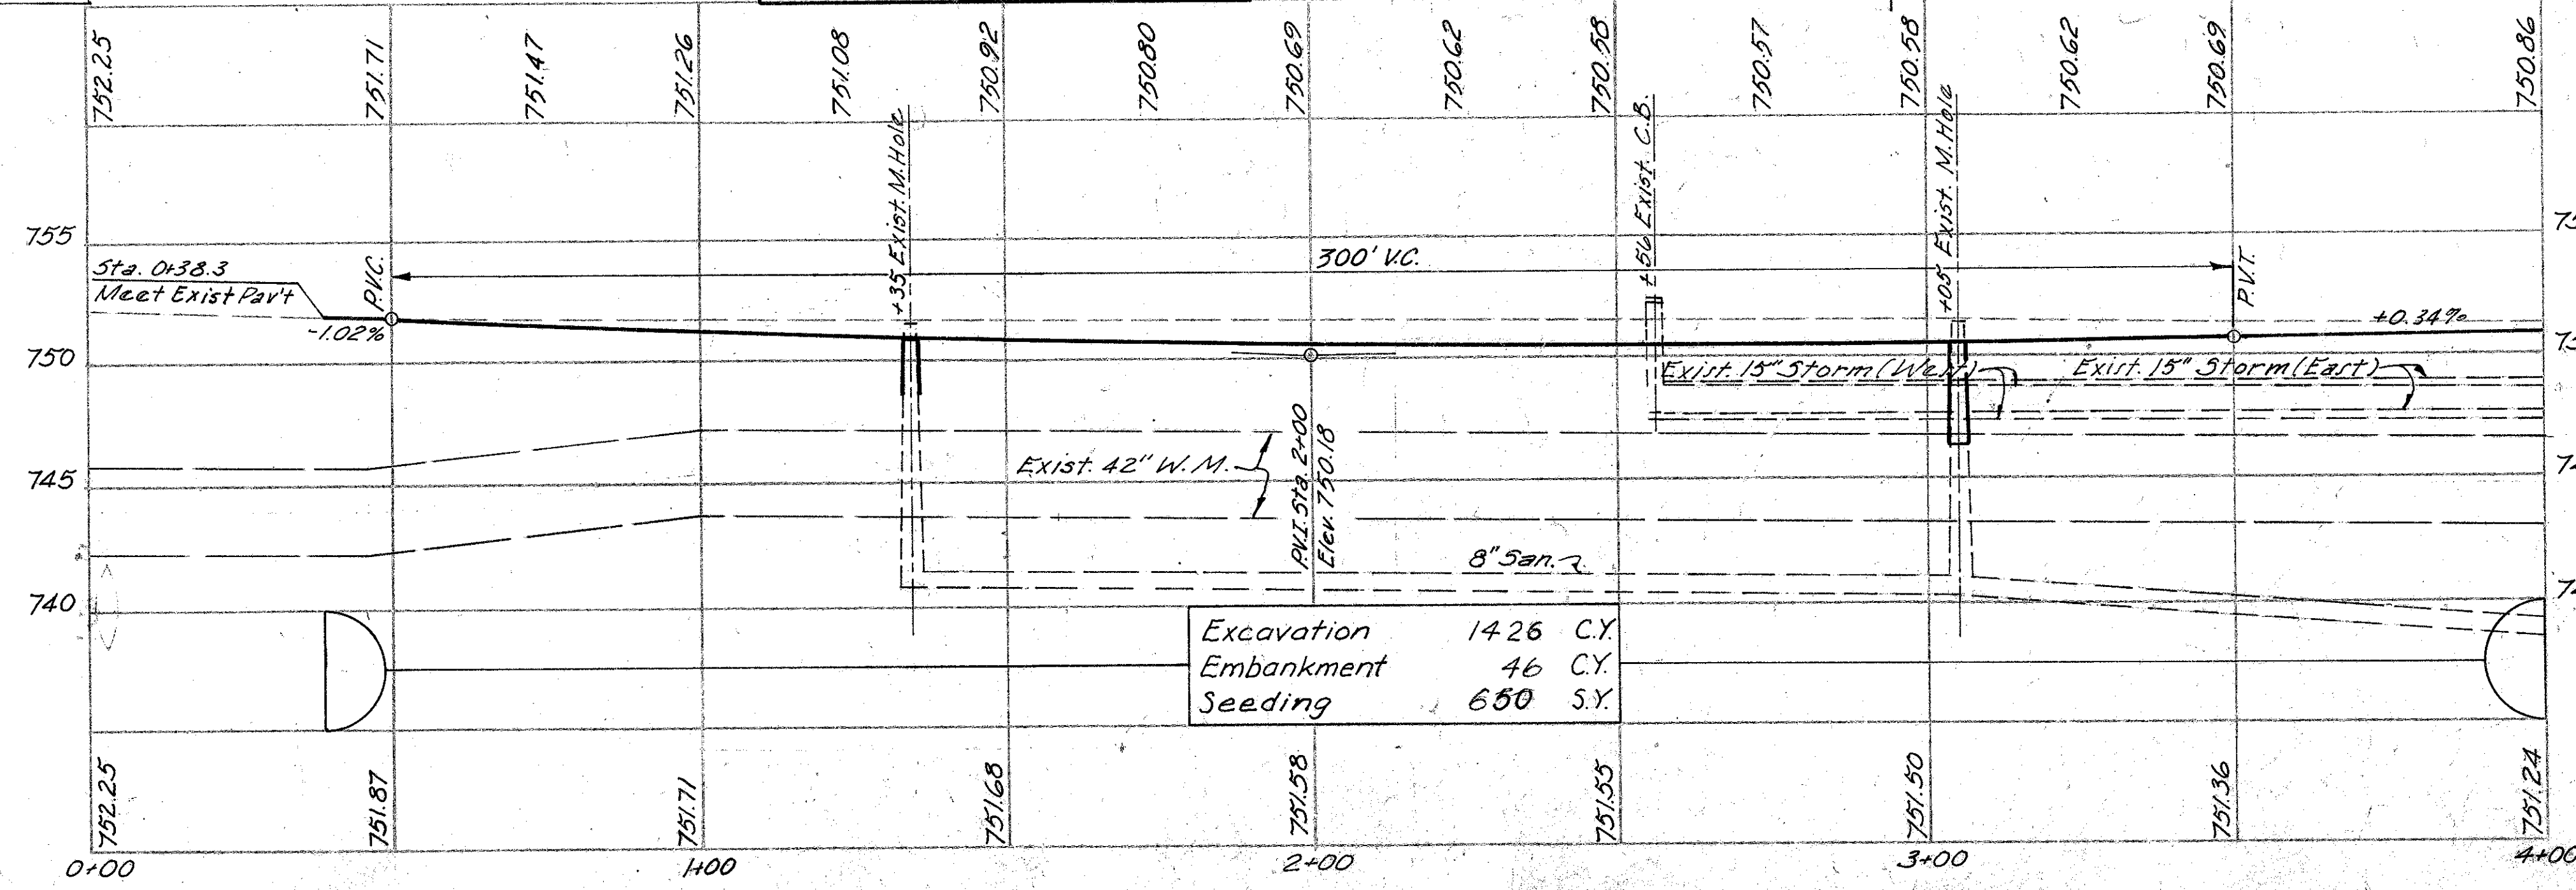 752.25
751.71
751.47
751.26
751.08
750.92
750.80
750.69
750.62
750.58
750.57
750.58
750.62
750.69
750.86
+35 Exist. M.Hole
+56 Exist. C.B.
+05 Exist. M.Hole
755
Sta. 0+38.3
Meet Exist Pav't
P.V.C.
300' V.C.
P.V.T.
-1.02%
+0.34%
750
Exist. 15" Storm (West)
Exist. 15" Storm (East)
745
Exist. 42" W.M.
P.V.I. Sta. 2+00
Elev. 750.18
8" San.
740
Excavation 1426 C.Y.
Embankment 46 C.Y.
Seeding 650 S.Y.
752.25
751.87
751.71
751.68
751.58
751.55
751.50
751.36
751.24
0+00
1+00
2+00
3+00
4+00